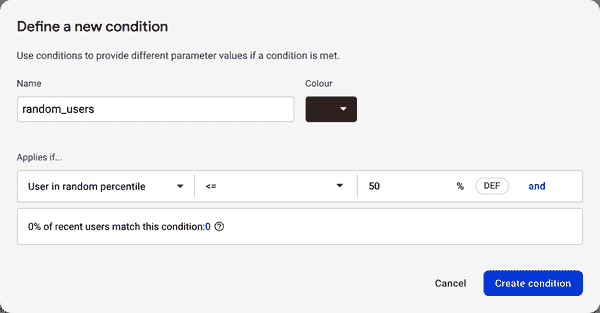 Define a new condition
Use conditions to provide different parameter values if a condition is met.
Name Colour
random_users
Applies if...
User in random percentile <= 50 % DEF and
0% of recent users match this condition:0
Cancel Create condition